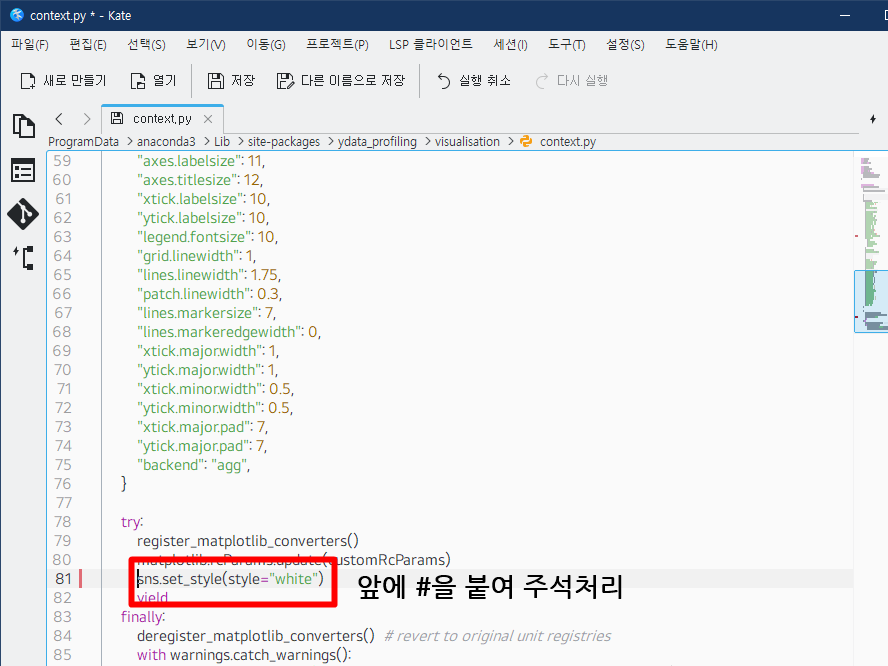 context.py * - Kate
파일(F) 편집(E) 선택(S) 보기(V) 이동(G) 프로젝트(P) LSP 클라이언트 세션(I) 도구(T) 설정(S) 도움말(H)
새로 만들기 열기 저장 다른 이름으로 저장 실행 취소 다시 실행
context.py
ProgramData > anaconda3 > Lib > site-packages > ydata_profiling > visualisation > context.py
59 "axes.labelsize": 11,
60 "axes.titlesize": 12,
61 "xtick.labelsize": 10,
62 "ytick.labelsize": 10,
63 "legend.fontsize": 10,
64 "grid.linewidth": 1,
65 "lines.linewidth": 1.75,
66 "patch.linewidth": 0.3,
67 "lines.markersize": 7,
68 "lines.markeredgewidth": 0,
69 "xtick.major.width": 1,
70 "ytick.major.width": 1,
71 "xtick.minor.width": 0.5,
72 "ytick.minor.width": 0.5,
73 "xtick.major.pad": 7,
74 "ytick.major.pad": 7,
75 "backend": "agg",
76 }
77
78 try:
79 register_matplotlib_converters()
80 matplotlib.rcParams.update(customRcParams)
81 sns.set_style(style="white") 앞에 #을 붙여 주석처리
82 yield
83 finally:
84 deregister_matplotlib_converters() # revert to original unit registries
85 with warnings.catch_warnings():